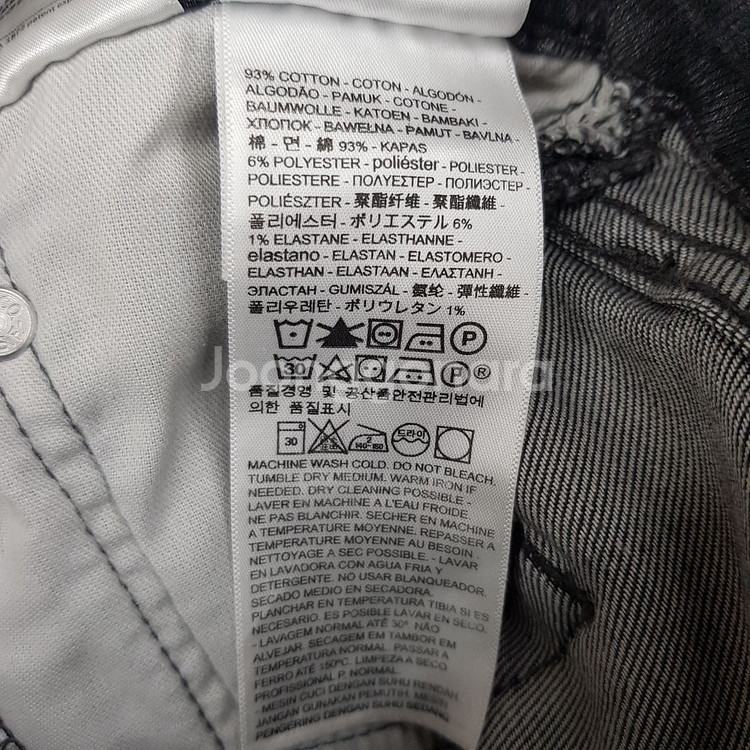 93% COTTON - COTON - ALGODÓN -
ALGODÃO - PAMUK - COTONE -
BAUMWOLLE - KATOEN - BAMBAKI -
ХЛОПОК - BAWEŁNA - PAMUT - BAVLNA -
棉 - 면 - 綿 93% - KAPAS
6% POLYESTER - poliéster - POLIESTER -
POLIESTERE - ΠΟΛΥΕΣΤΕΡ - ПОЛИЭСТЕР -
POLIÉSZTER - 聚酯纤维 - 聚酯纖維 -
폴리에스터 - ポリエステル 6%
1% ELASTANE - ELASTHANNE -
elastano - ELASTAN - ELASTOMERO -
ELASTHAN - ELASTAAN - ΕΛΑΣΤΑΝΗ -
ЭЛАСТАН - GUMISZÁL - 氨纶 - 彈性纖維 -
폴리우레탄 - ポリウレタン 1%
P
30 P ®
Joonggonara
품질경영 및 공산품안전관리법에
의한 품질표시
30 2 140~160 드라이
MACHINE WASH COLD. DO NOT BLEACH.
TUMBLE DRY MEDIUM. WARM IRON IF
NEEDED. DRY CLEANING POSSIBLE -
LAVER EN MACHINE A L'EAU FROIDE
NE PAS BLANCHIR. SECHER EN MACHINE
A TEMPERATURE MOYENNE. REPASSER A
TEMPERATURE MOYENNE AU BESOIN -
NETTOYAGE A SEC POSSIBLE - LAVAR
EN LAVADORA CON AGUA FRIA Y
DETERGENTE. NO USAR BLANQUEADOR.
SECADO MEDIO EN SECADORA.
PLANCHAR EN TEMPERATURA TIBIA SI ES
NECESARIO. ES POSIBLE LAVAR EN SECO.
- LAVAGEM NORMAL ATÉ 30°. NÃO
ALVEJAR. SECAGEM EM TAMBOR EM
TEMPERATURA NORMAL. PASSAR A
FERRO ATÉ 150°C. LIMPEZA A SECO
PROFISSIONAL P. NORMAL
- MESIN CUCI DENGAN SUHU RENDAH.
JANGAN GUNAKAN PEMUTIH. MESIN
PENGERING DENGAN SUHU SEDANG